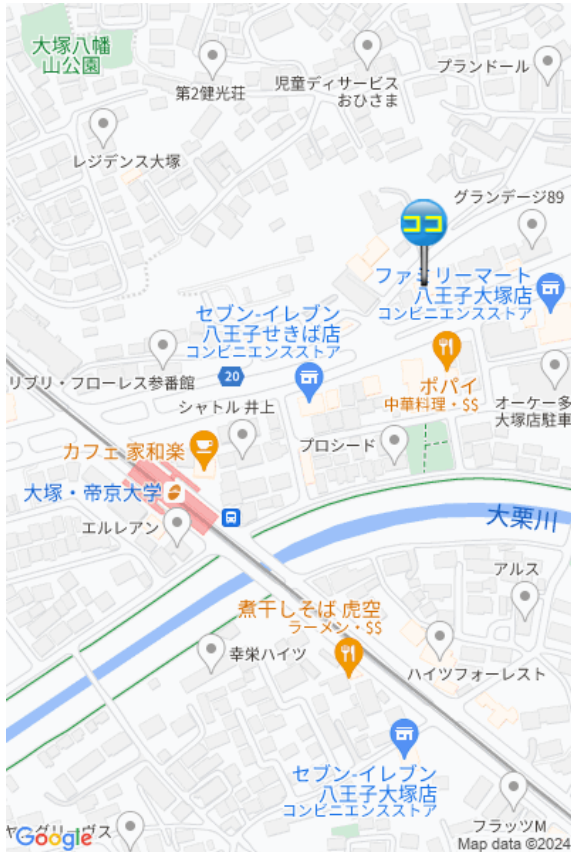 大塚八幡
山公園
第2健光荘
児童ディサービス
おひさま
プランドール
レジデンス大塚
グランデージ89
ココ
ファミリーマート
八王子大塚店
コンビニエンスストア
セブン-イレブン
八王子せきば店
コンビニエンスストア
リブリ・フローレス参番館
20
ポパイ
中華料理・$$
シャトル 井上
オーケー多
大塚店駐車
カフェ 家和楽
プロシード
大塚・帝京大学
エルレアン
大栗川
アルス
煮干しそば 虎空
ラーメン・$$
幸栄ハイツ
ハイツフォーレスト
セブン-イレブン
八王子大塚店
コンビニエンスストア
フラッツM
Google
Map data ©2024